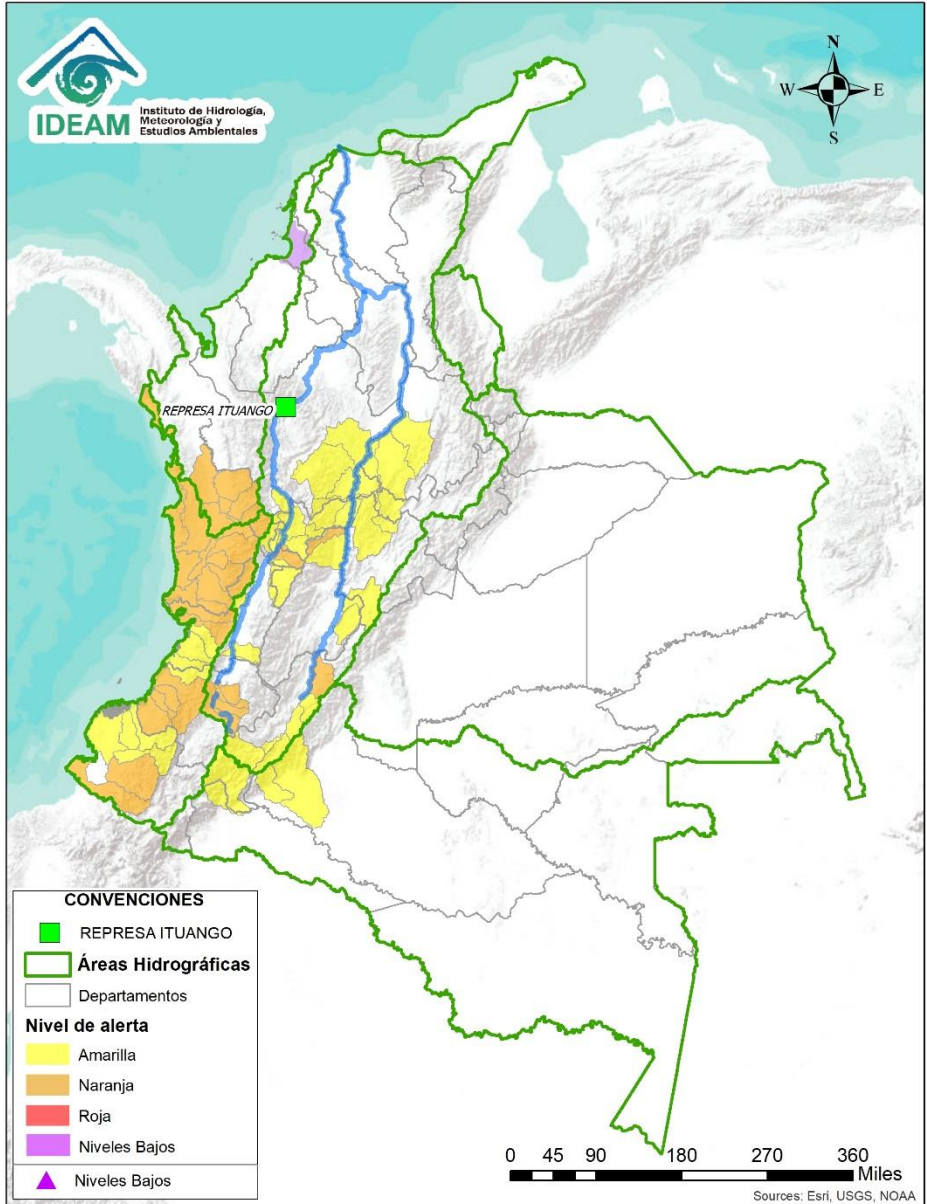 IDEAM
Instituto de Hidrología,
Meteorología y
Estudios Ambientales
N
W
E
S
REPRESA ITUANGO
CONVENCIONES
REPRESA ITUANGO
Áreas Hidrográficas
Departamentos
Nivel de alerta
Amarilla
Naranja
Roja
Niveles Bajos
Niveles Bajos
0 45 90 180 270 360
Miles
Sources: Esri, USGS, NOAA